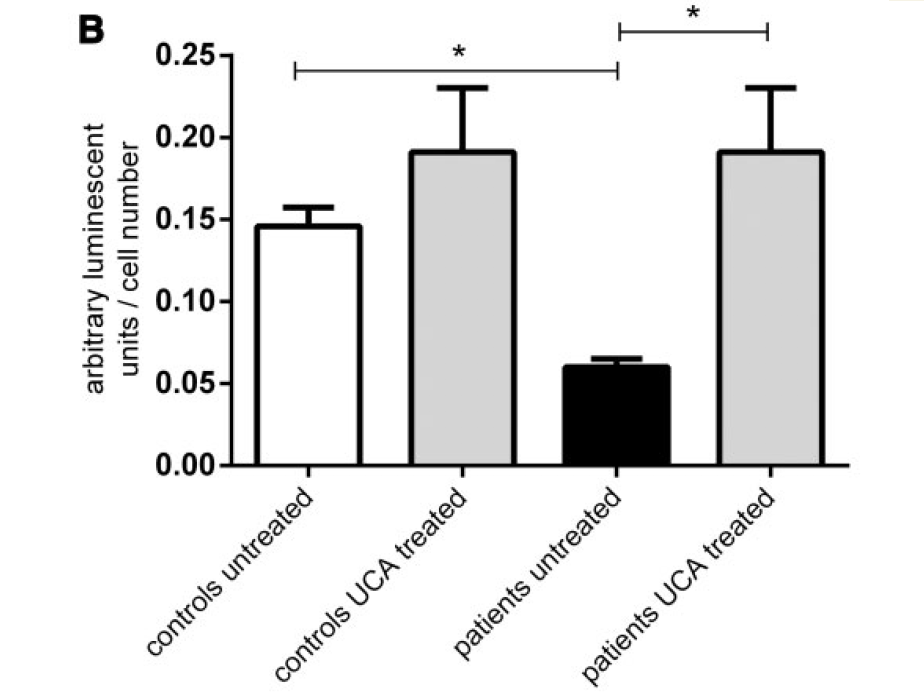 B
*
*
0.25
0.20
0.15
0.10
0.05
0.00
arbitrary luminescent
units / cell number
controls untreated
controls UCA treated
patients untreated
patients UCA treated